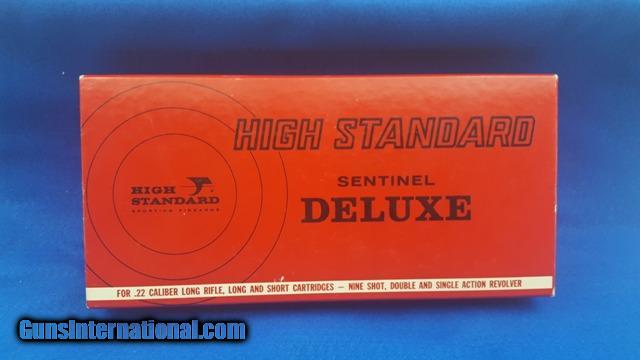 HIGH STANDARD
SENTINEL
DELUXE
HIGH
STANDARD
SPORTING FIREARMS
FOR .22 CALIBER LONG RIFLE, LONG AND SHORT CARTRIDGES — NINE SHOT, DOUBLE AND SINGLE ACTION REVOLVER
GunsInternational.com